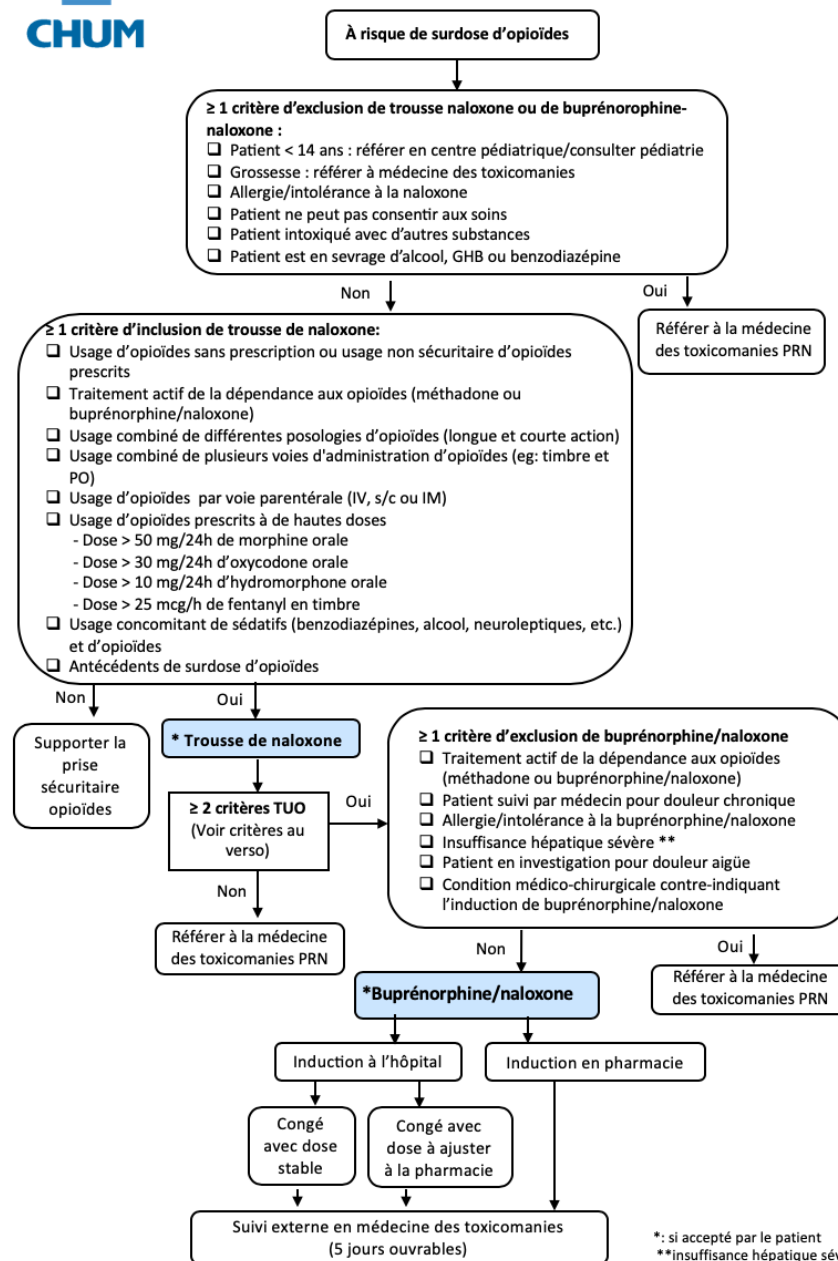 CHUM
À risque de surdose d'opioïdes
≥ 1 critère d'exclusion de trousse naloxone ou de buprénorophine-
naloxone :
❑ Patient < 14 ans : référer en centre pédiatrique/consulter pédiatrie
❑ Grossesse : référer à médecine des toxicomanies
❑ Allergie/intolérance à la naloxone
❑ Patient ne peut pas consentir aux soins
❑ Patient intoxiqué avec d'autres substances
❑ Patient est en sevrage d'alcool, GHB ou benzodiazépine
Non
Oui
Référer à la médecine
des toxicomanies PRN
≥ 1 critère d'inclusion de trousse de naloxone:
❑ Usage d'opioïdes sans prescription ou usage non sécuritaire d'opioïdes
prescrits
❑ Traitement actif de la dépendance aux opioïdes (méthadone ou
buprénorphine/naloxone)
❑ Usage combiné de différentes posologies d'opioïdes (longue et courte action)
❑ Usage combiné de plusieurs voies d'administration d'opioïdes (eg: timbre et
PO)
❑ Usage d'opioïdes par voie parentérale (IV, s/c ou IM)
❑ Usage d'opioïdes prescrits à de hautes doses
- Dose > 50 mg/24h de morphine orale
- Dose > 30 mg/24h d'oxycodone orale
- Dose > 10 mg/24h d'hydromorphone orale
- Dose > 25 mcg/h de fentanyl en timbre
❑ Usage concomitant de sédatifs (benzodiazépines, alcool, neuroleptiques, etc.)
et d'opioïdes
❑ Antécédents de surdose d'opioïdes
Non
Oui
Supporter la
prise
sécuritaire
opioïdes
* Trousse de naloxone
≥ 2 critères TUO
(Voir critères au
verso)
Oui
Non
Référer à la médecine
des toxicomanies PRN
≥ 1 critère d'exclusion de buprénorphine/naloxone
❑ Traitement actif de la dépendance aux opioïdes
(méthadone ou buprénorphine/naloxone)
❑ Patient suivi par médecin pour douleur chronique
❑ Allergie/intolérance à la buprénorphine/naloxone
❑ Insuffisance hépatique sévère **
❑ Patient en investigation pour douleur aigüe
❑ Condition médico-chirurgicale contre-indiquant
l'induction de buprénorphine/naloxone
Non
Oui
Référer à la médecine
des toxicomanies PRN
*Buprénorphine/naloxone
Induction à l'hôpital
Induction en pharmacie
Congé
avec dose
stable
Congé avec
dose à ajuster
à la pharmacie
Suivi externe en médecine des toxicomanies
(5 jours ouvrables)
*: si accepté par le patient
**insuffisance hépatique sév